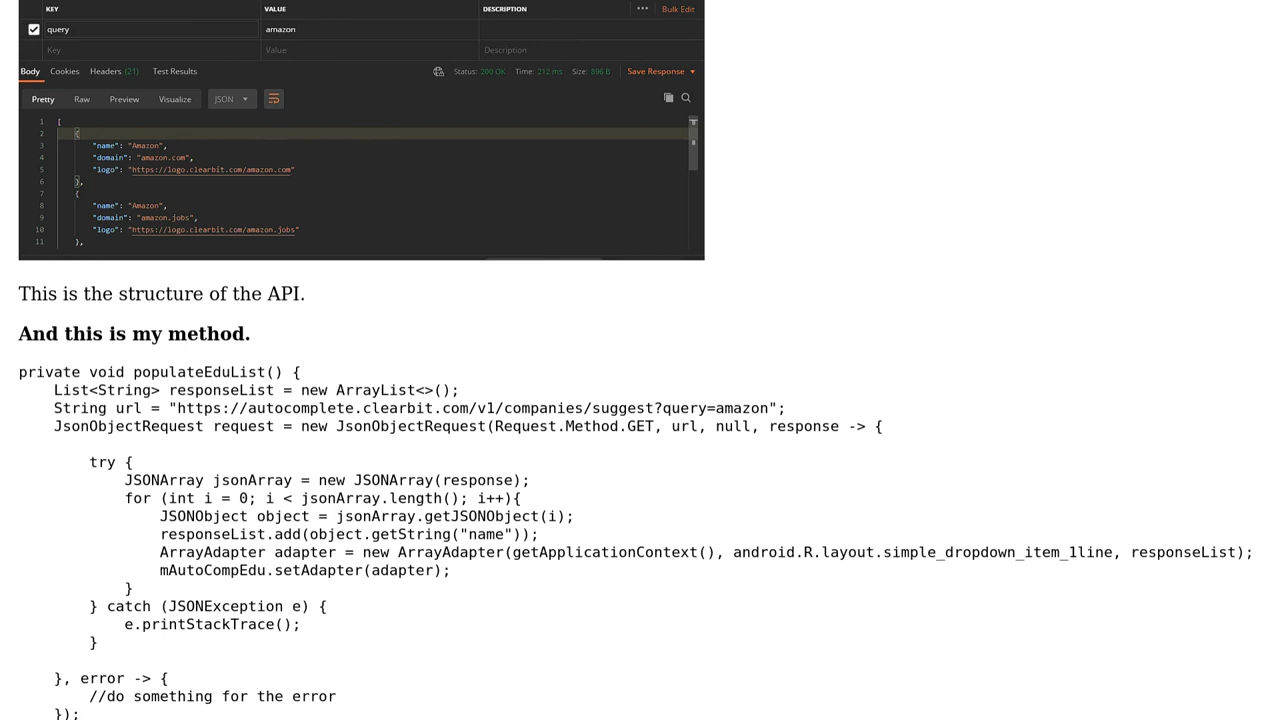 KEY VALUE DESCRIPTION ••• Bulk Edit
query amazon
Key Value Description
Body Cookies Headers (21) Test Results Status: 200 OK Time: 212 ms Size: 896 B Save Response
Pretty Raw Preview Visualize JSON
1 [
2 {
3 "name": "Amazon",
4 "domain": "amazon.com",
5 "logo": "https://logo.clearbit.com/amazon.com"
6 },
7 {
8 "name": "Amazon",
9 "domain": "amazon.jobs",
10 "logo": "https://logo.clearbit.com/amazon.jobs"
11 },
This is the structure of the API.
And this is my method.
private void populateEduList() {
List<String> responseList = new ArrayList<>();
String url = "https://autocomplete.clearbit.com/v1/companies/suggest?query=amazon";
JsonObjectRequest request = new JsonObjectRequest(Request.Method.GET, url, null, response -> {
try {
JSONArray jsonArray = new JSONArray(response);
for (int i = 0; i < jsonArray.length(); i++){
JSONObject object = jsonArray.getJSONObject(i);
responseList.add(object.getString("name"));
ArrayAdapter adapter = new ArrayAdapter(getApplicationContext(), android.R.layout.simple_dropdown_item_1line, responseList);
mAutoCompEdu.setAdapter(adapter);
}
} catch (JSONException e) {
e.printStackTrace();
}
}, error -> {
//do something for the error
});